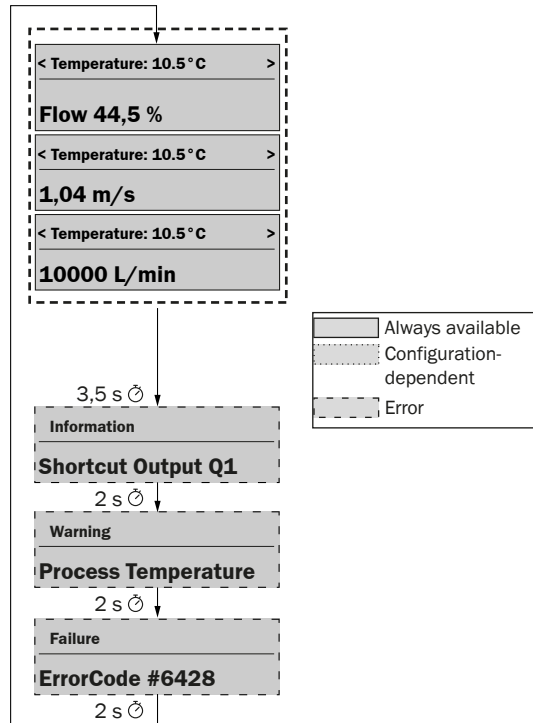 < Temperature: 10.5°C >
Flow 44,5 %
< Temperature: 10.5°C >
1,04 m/s
< Temperature: 10.5°C >
10000 L/min
3,5 s
Information
Shortcut Output Q1
2 s
Warning
Process Temperature
2 s
Failure
ErrorCode #6428
2 s
Always available
Configuration-
dependent
Error